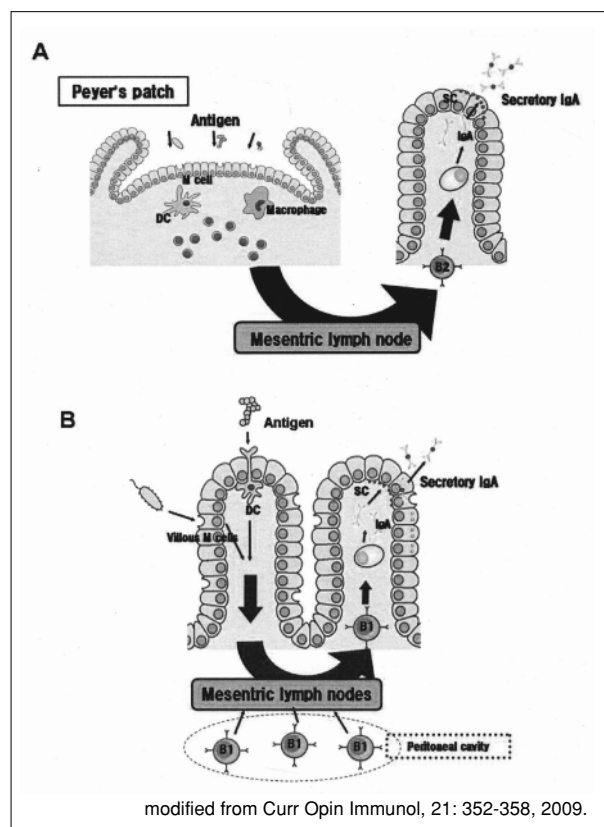 A
Peyer's patch
Antigen
M cell
DC
Macrophage
SC
Secretory IgA
IgA
B2
Mesentric lymph node
B
Antigen
DC
Villous M cells
SC
Secretory IgA
IgA
B1
Mesentric lymph nodes
B1
B1
B1
Peritoneal cavity
modified from Curr Opin Immunol, 21: 352-358, 2009.